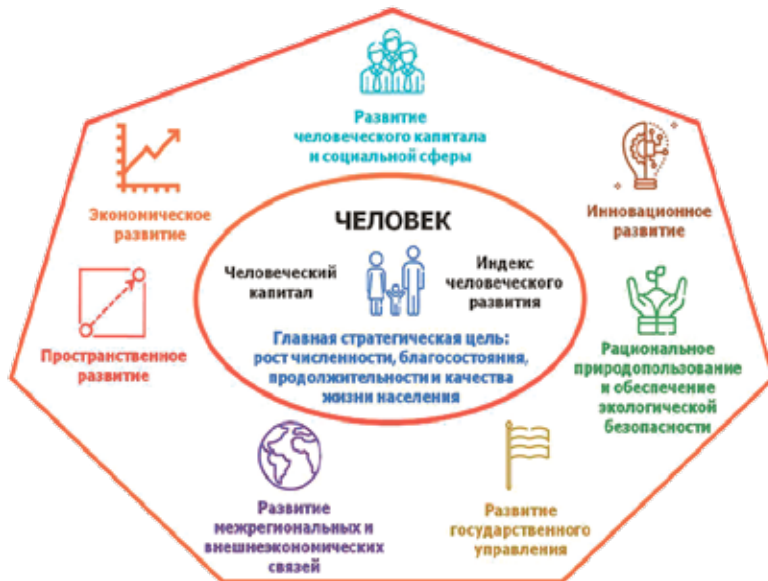 Развитие
человеческого капитала
и социальной сферы
Экономическое
развитие
Инновационное
развитие
ЧЕЛОВЕК
Человеческий
капитал
Индекс
человеческого
развития
Главная стратегическая цель:
рост численности, благосостояния,
продолжительности и качества
жизни населения
Пространственное
развитие
Рациональное
природопользование
и обеспечение
экологической
безопасности
Развитие
межрегиональных и
внешнеэкономических
связей
Развитие
государственного
управления